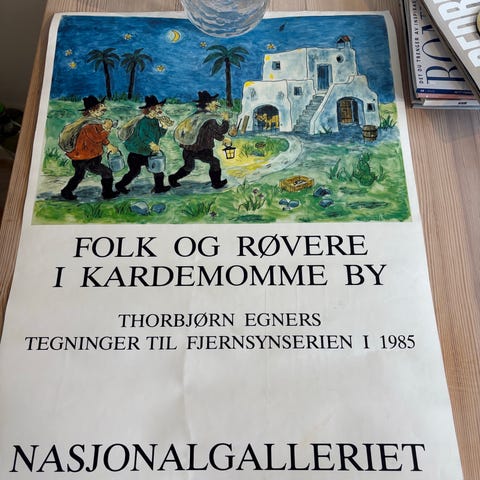 FOLK OG RØVERE
I KARDEMOMME BY
THORBJØRN EGNERS
TEGNINGER TIL FJERNSYNSERIEN I 1985
NASJONALGALLERIET